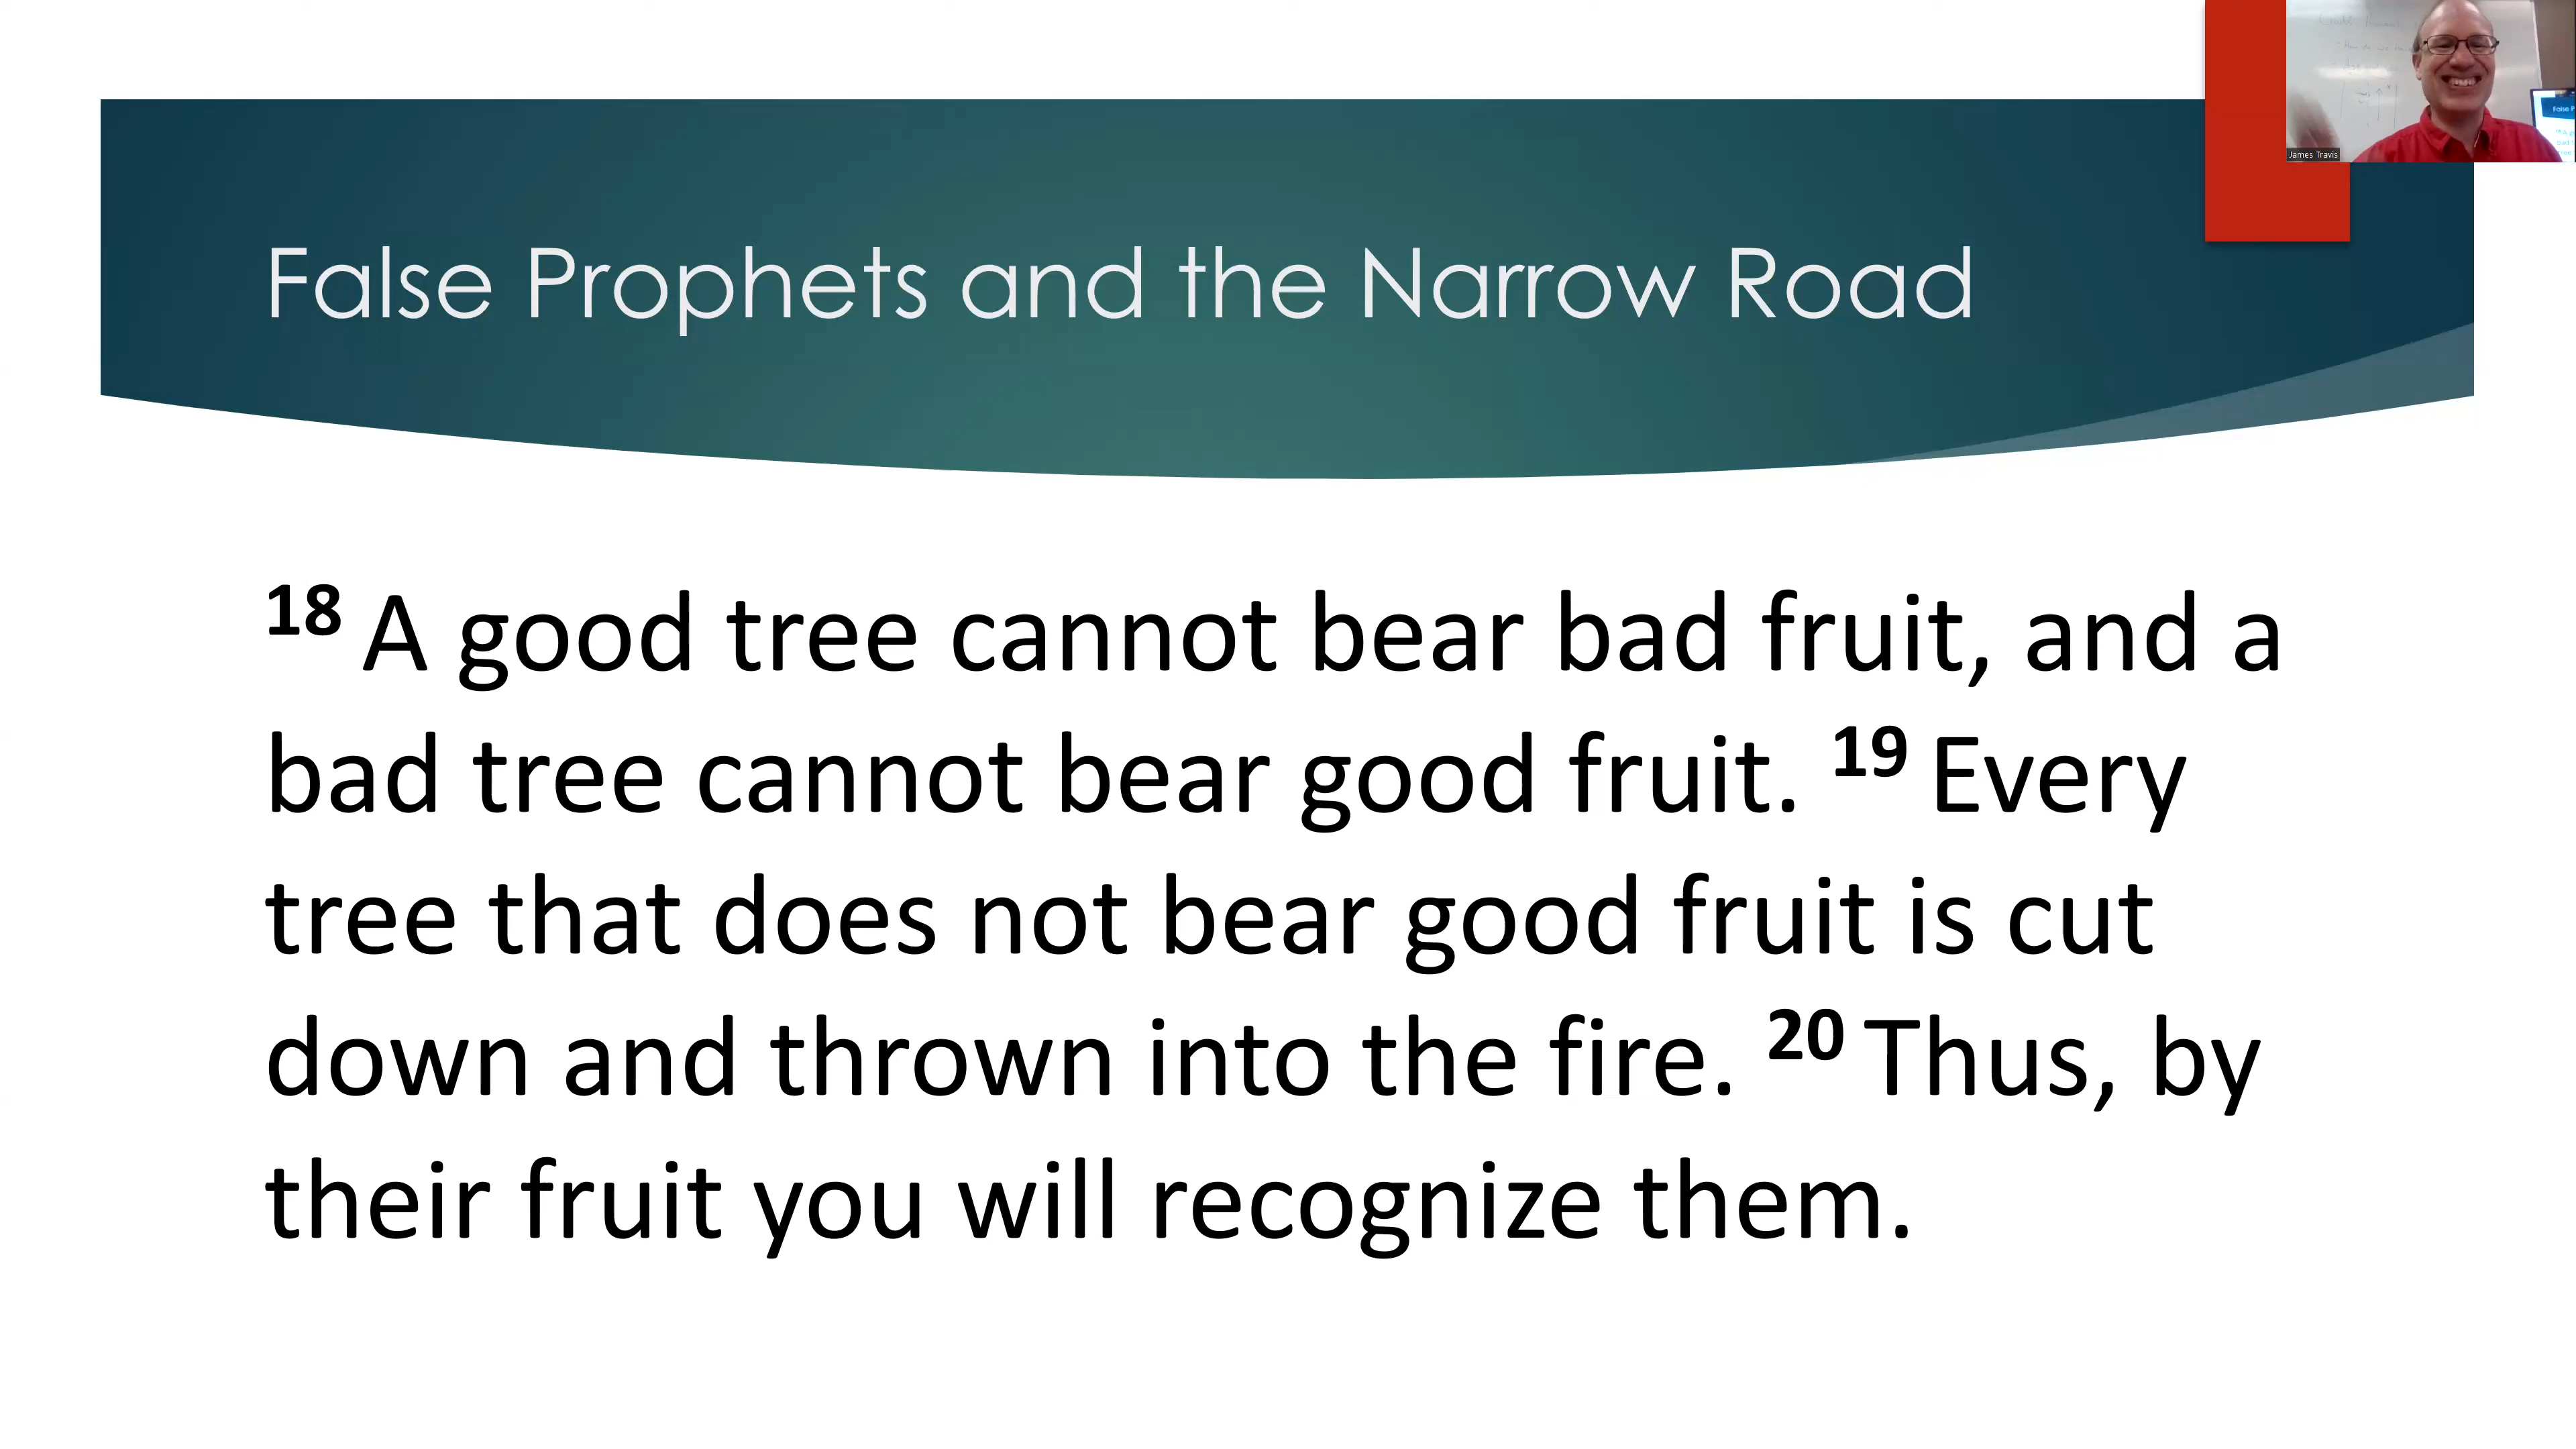 False Prophets and the Narrow Road
James Travis
False P
18 A good tree cannot bear bad fruit, and a
bad tree cannot bear good fruit. 19 Every
tree that does not bear good fruit is cut
down and thrown into the fire. 20 Thus, by
their fruit you will recognize them.